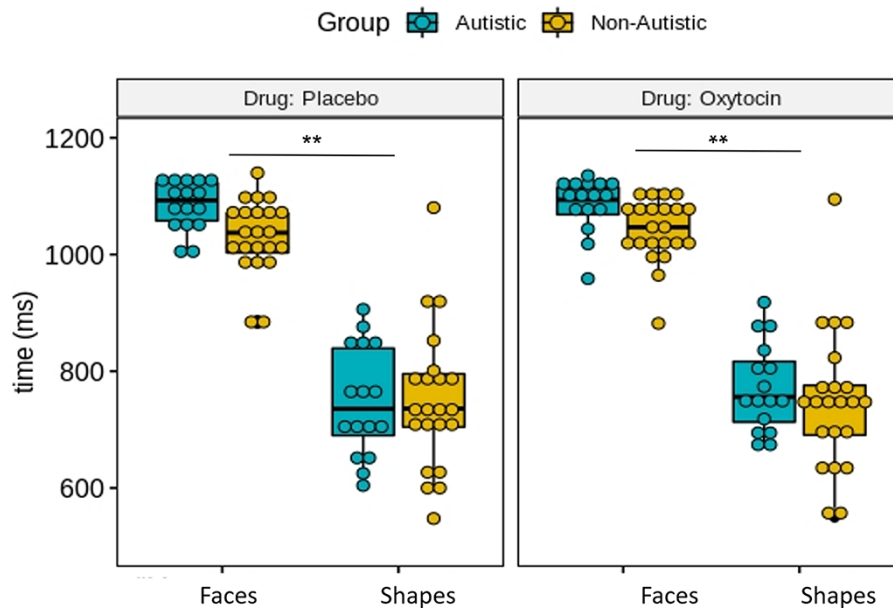 Group Autistic Non-Autistic
Drug: Placebo
Drug: Oxytocin
**
**
1200
1000
800
600
time (ms)
Faces
Shapes
Faces
Shapes